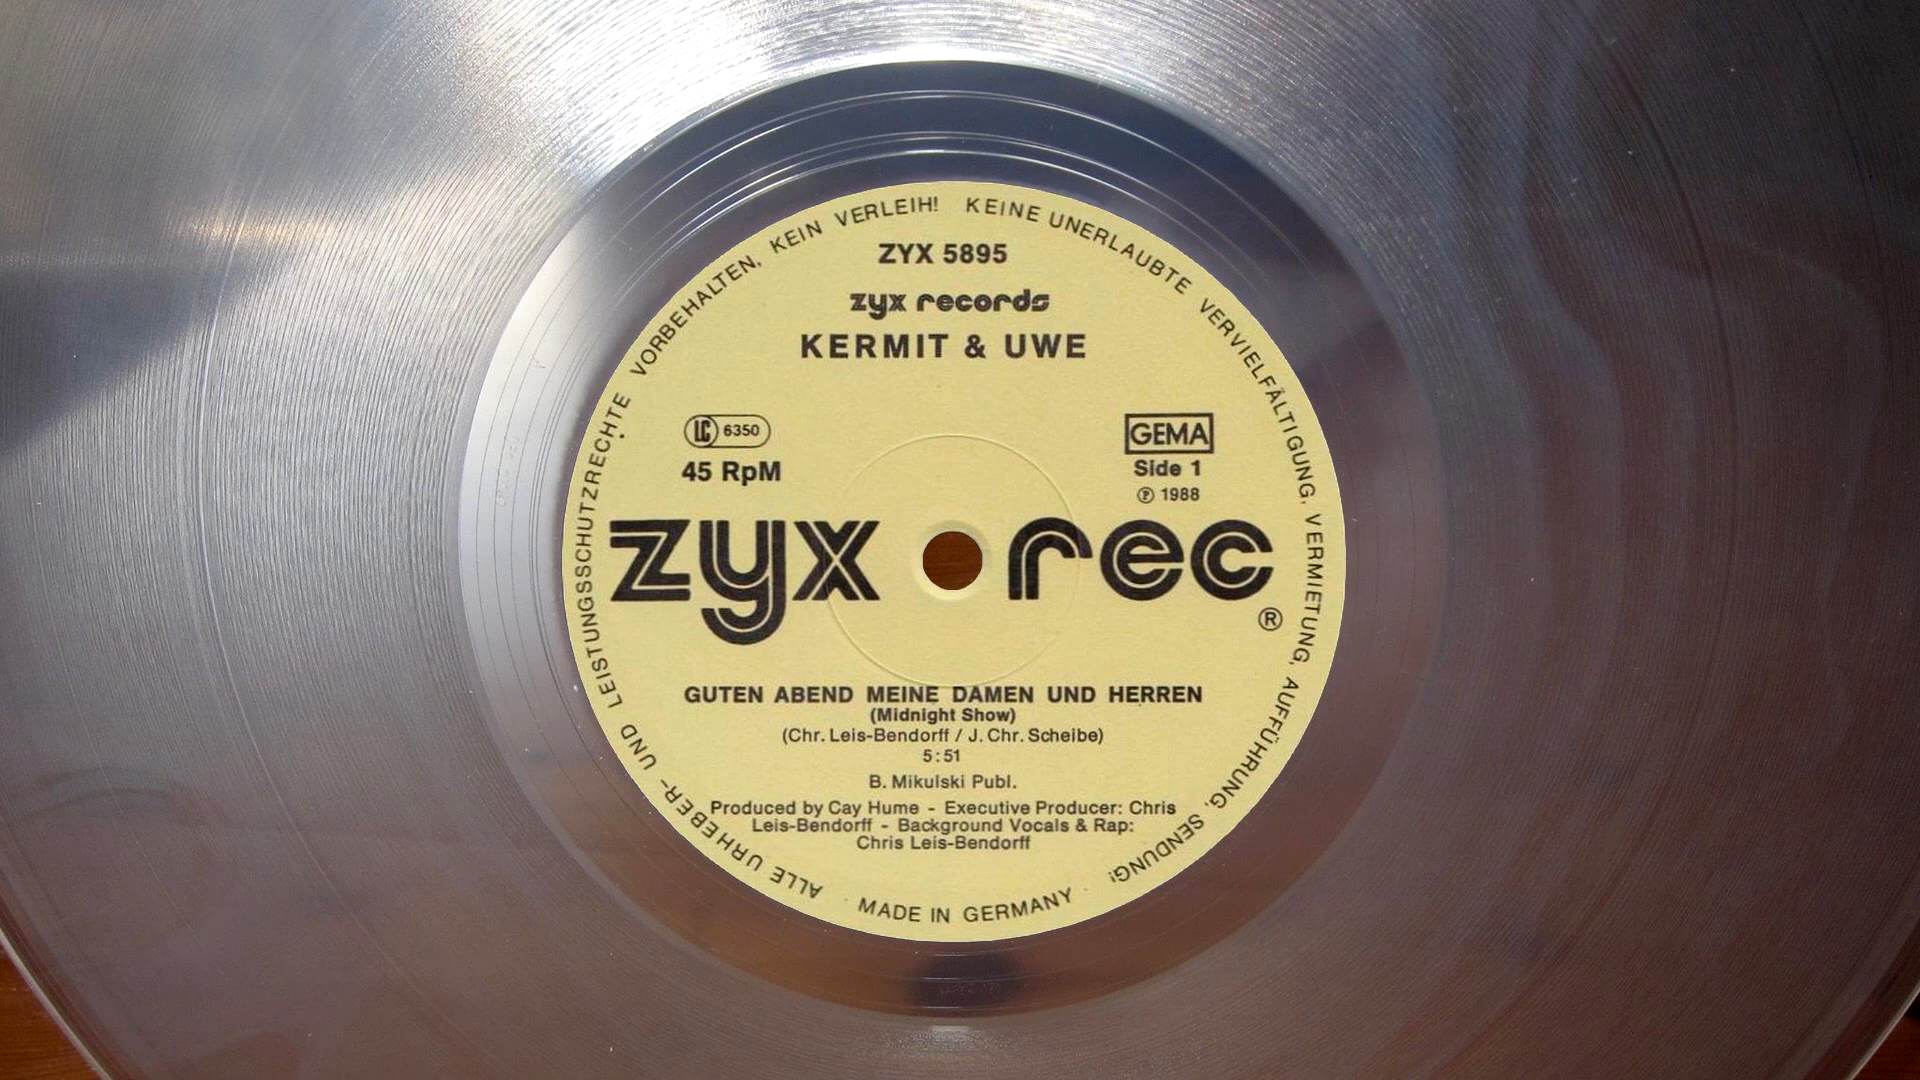 ALLE URHEBER- UND LEISTUNGSSCHUTZRECHTE VORBEHALTEN, KEIN VERLEIH! KEINE UNERLAUBTE VERVIELFÄLTIGUNG, VERMIETUNG, AUFFÜHRUNG, SENDUNG!
ZYX 5895
zyx records
KERMIT & UWE
LC 6350
GEMA
45 RpM
Side 1
℗ 1988
zyx rec
®
GUTEN ABEND MEINE DAMEN UND HERREN
(Midnight Show)
(Chr. Leis-Bendorff / J. Chr. Scheibe)
5:51
B. Mikulski Publ.
Produced by Cay Hume - Executive Producer: Chris
Leis-Bendorff - Background Vocals & Rap:
Chris Leis-Bendorff
MADE IN GERMANY